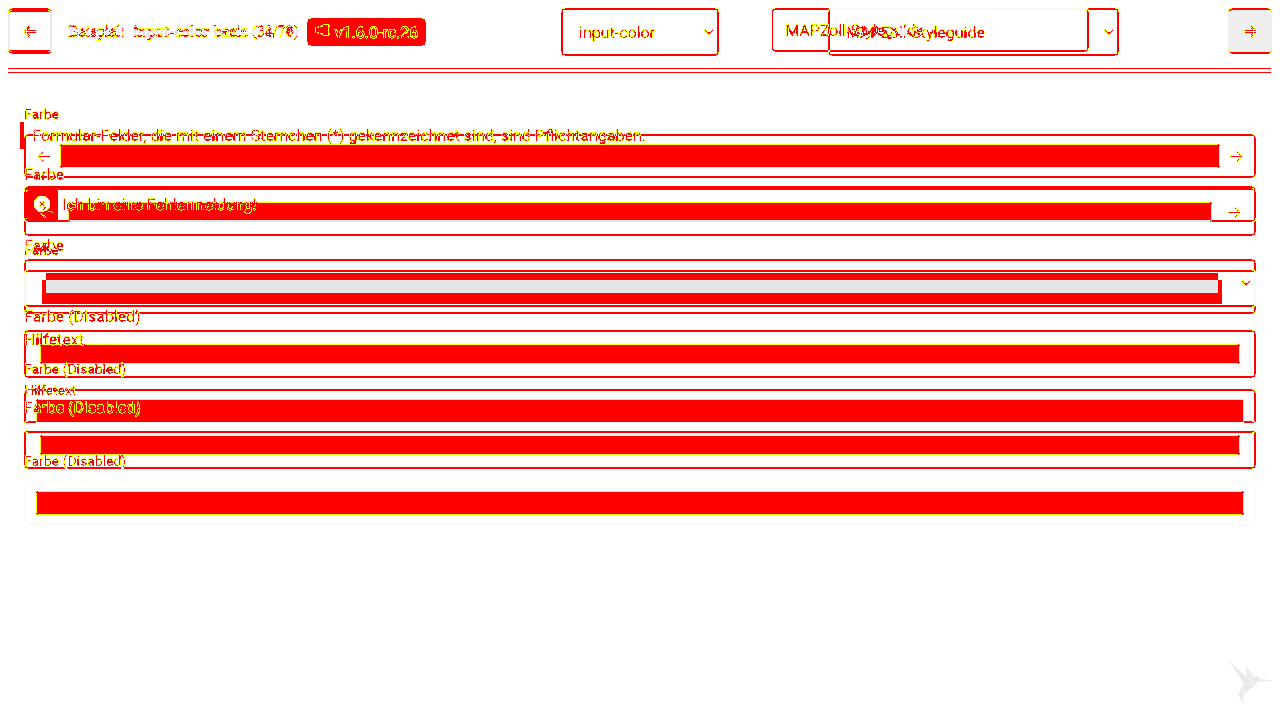 Beispiel: input-color basic v1.6.0-rc.26 input-color MAPZoll Styleguide
Farbe
Formular-Felder, die mit einem Sternchen (*) gekennzeichnet sind, sind Pflichtangaben.
Farbe
Ich bin eine Fehlermeldung!
Farbe
Farbe
Farbe (Disabled)
Hilfetext
Farbe (Disabled)
Hilfetext
Farbe (Disabled)
Farbe (Disabled)